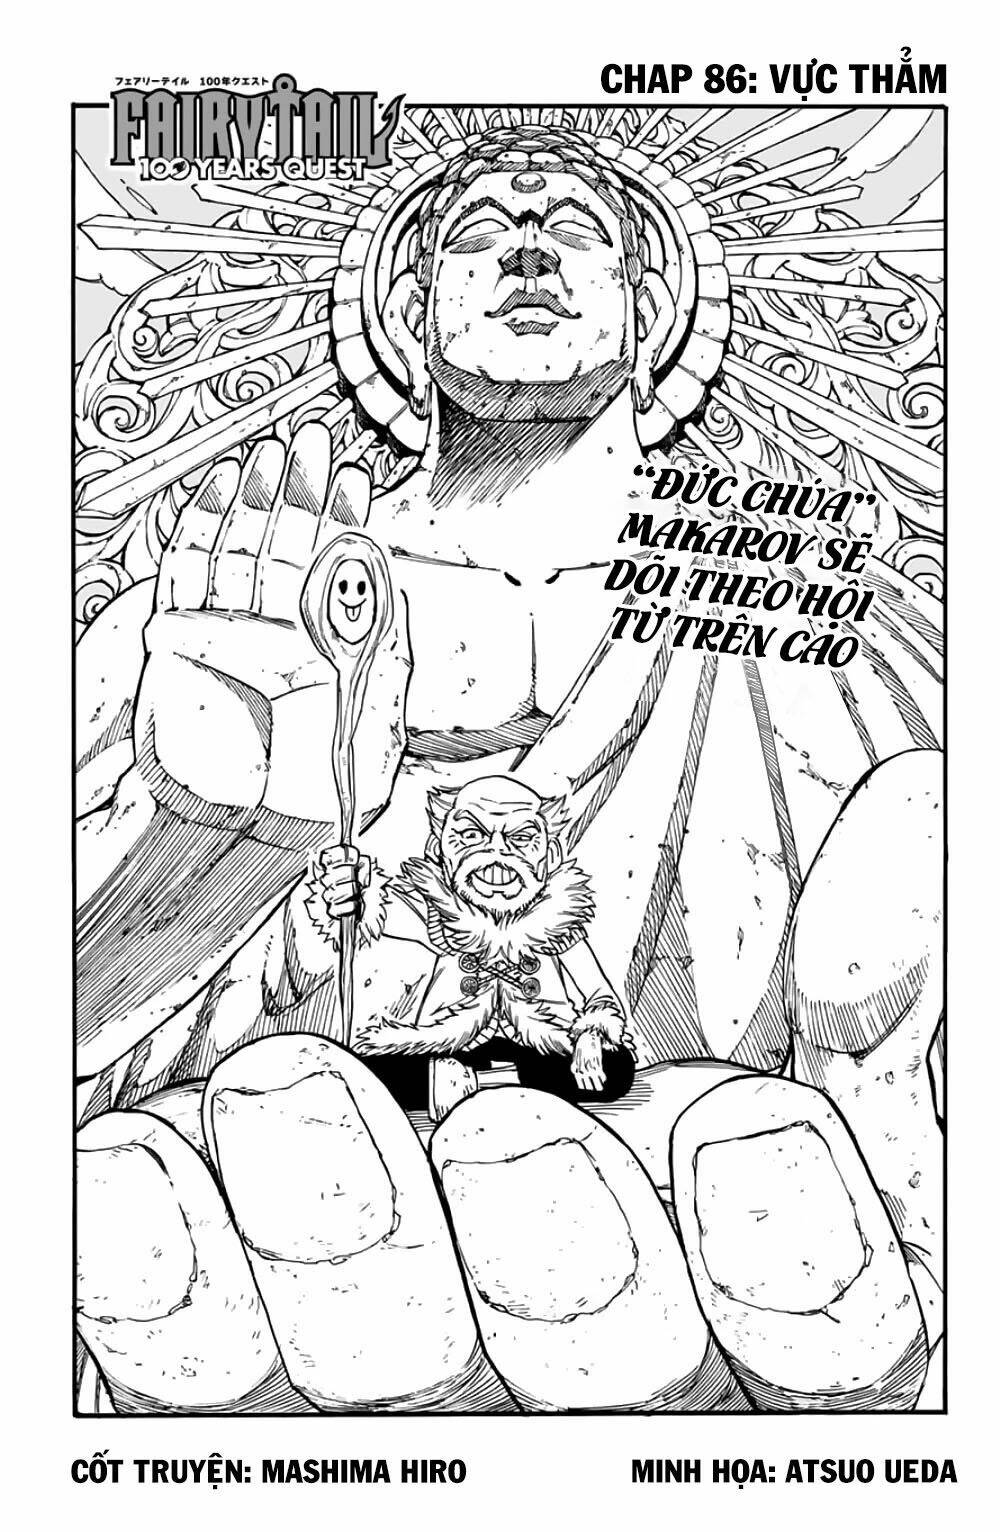 CHAP 86: VỰC THẲM
フェアリーテイル 100年クエスト
FAIRY TAIL
100 YEARS QUEST
"ĐỨC CHÚA"
MAKAROV SẼ
DÕI THEO HỘI
TỪ TRÊN CAO
CỐT TRUYỆN: MASHIMA HIRO
MINH HỌA: ATSUO UEDA